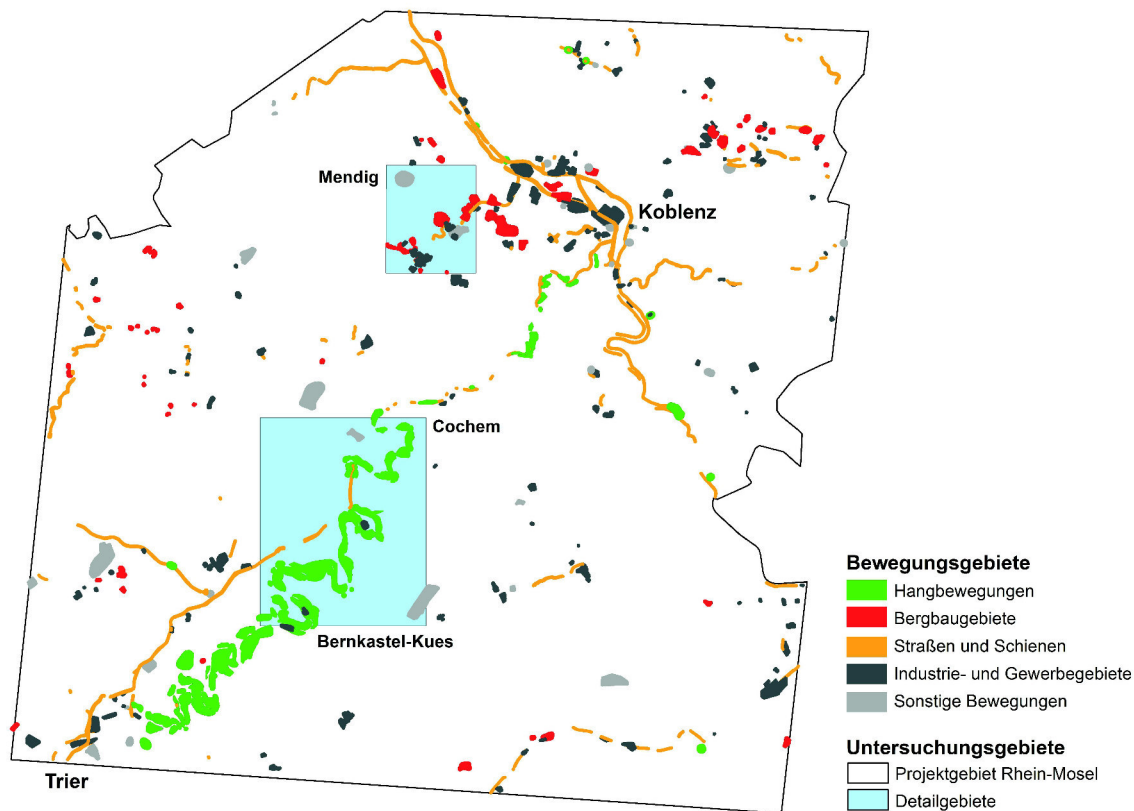 Mendig
Koblenz
Cochem
Bernkastel-Kues
Trier
Bewegungsgebiete
Hangbewegungen
Bergbaugebiete
Straßen und Schienen
Industrie- und Gewerbegebiete
Sonstige Bewegungen
Untersuchungsgebiete
Projektgebiet Rhein-Mosel
Detailgebiete